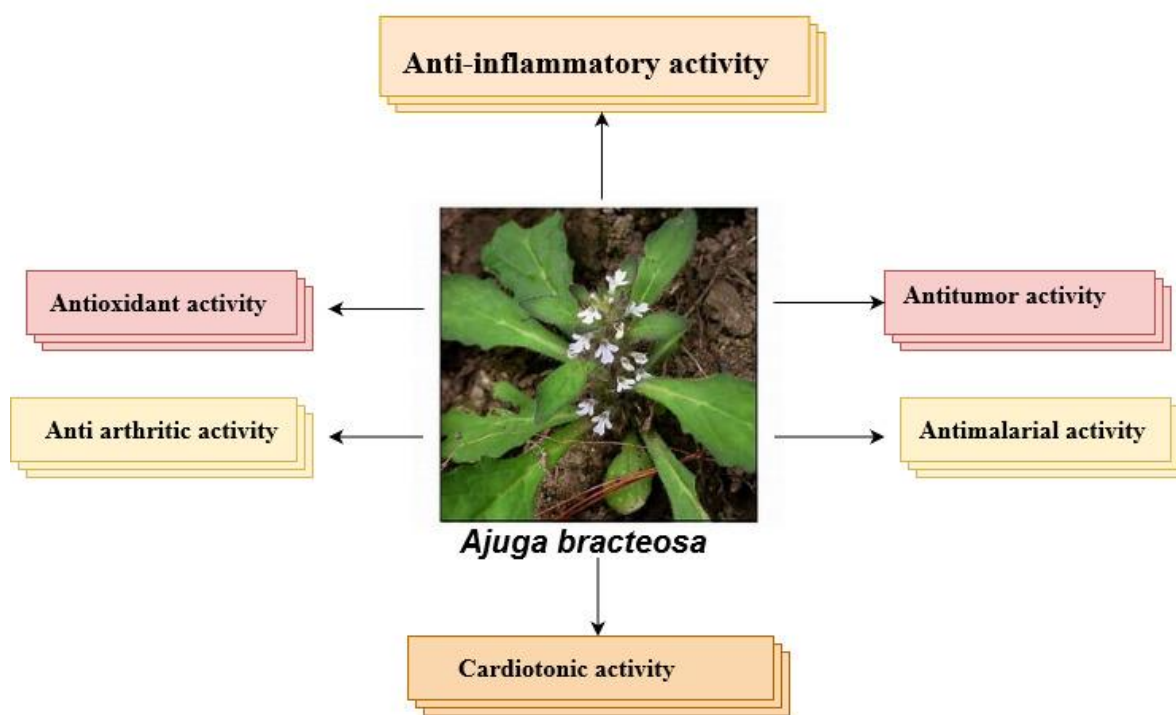 Anti-inflammatory activity
Antioxidant activity
Antitumor activity
Anti arthritic activity
Antimalarial activity
Ajuga bracteosa
Cardiotonic activity